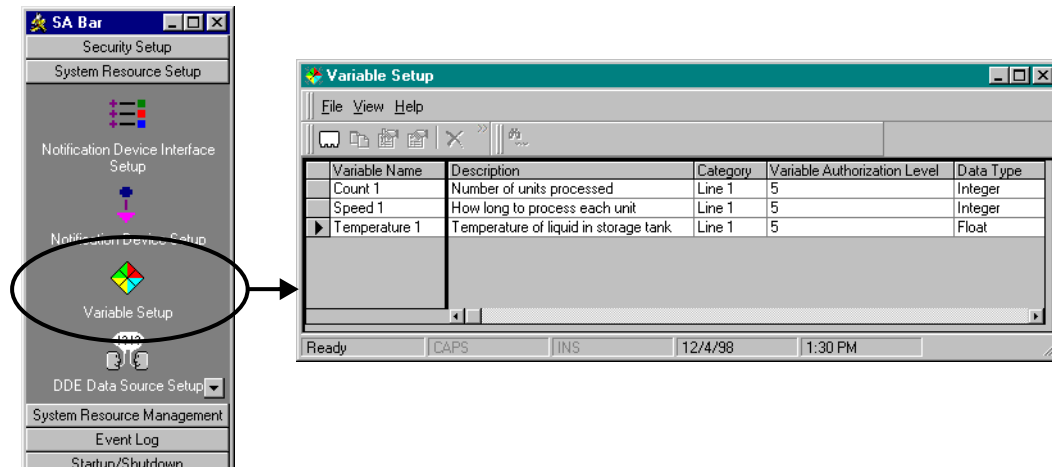 SA Bar
Security Setup
System Resource Setup
Notification Device Interface
Setup
Notification Device Setup
Variable Setup
DDE Data Source Setup
System Resource Management
Event Log
Startup/Shutdown
Variable Setup
File View Help
Variable Name Description Category Variable Authorization Level Data Type
Count 1 Number of units processed Line 1 5 Integer
Speed 1 How long to process each unit Line 1 5 Integer
Temperature 1 Temperature of liquid in storage tank Line 1 5 Float
Ready CAPS INS 12/4/98 1:30 PM